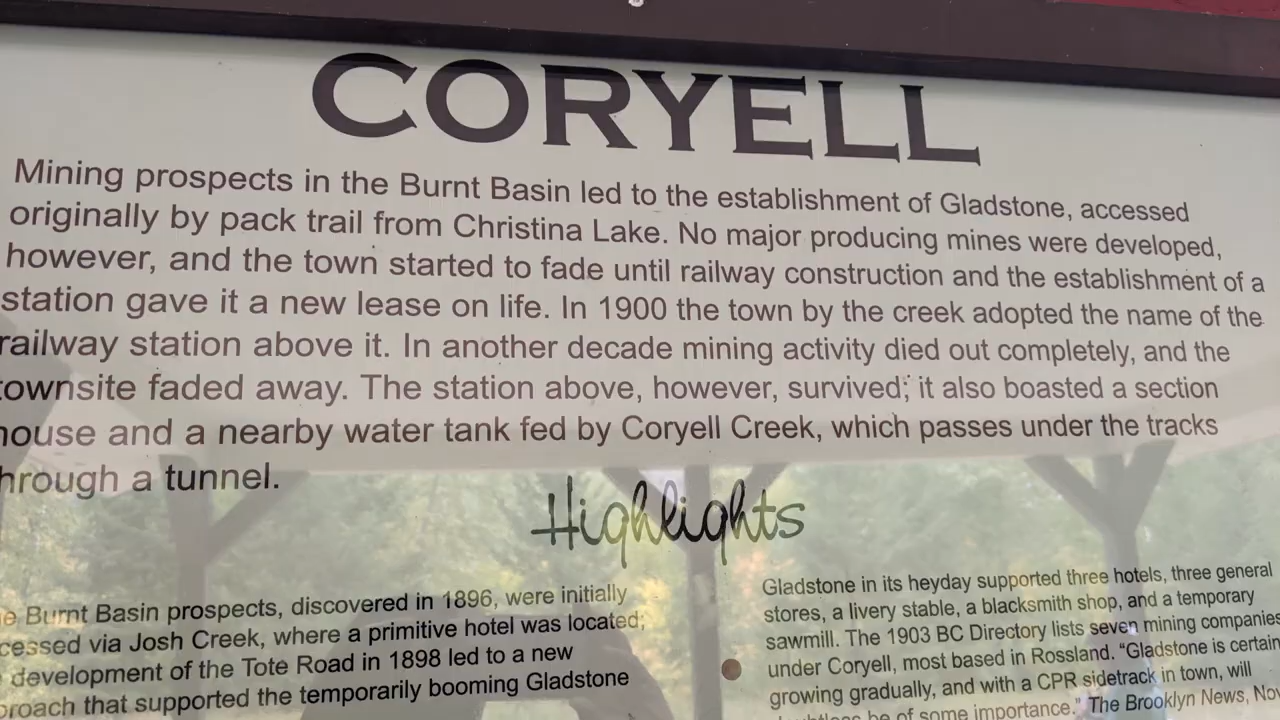 CORYELL
Mining prospects in the Burnt Basin led to the establishment of Gladstone, accessed
originally by pack trail from Christina Lake. No major producing mines were developed,
however, and the town started to fade until railway construction and the establishment of a
station gave it a new lease on life. In 1900 the town by the creek adopted the name of the
railway station above it. In another decade mining activity died out completely, and the
townsite faded away. The station above, however, survived; it also boasted a section
house and a nearby water tank fed by Coryell Creek, which passes under the tracks
through a tunnel.
Highlights
Burnt Basin prospects, discovered in 1896, were initially
via Josh Creek, where a primitive hotel was located;
development of the Tote Road in 1898 led to a new
that supported the temporarily booming Gladstone
Gladstone in its heyday supported three hotels, three general
stores, a livery stable, a blacksmith shop, and a temporary
sawmill. The 1903 BC Directory lists seven mining companies
under Coryell, most based in Rossland. "Gladstone is certain
growing gradually, and with a CPR sidetrack in town, will
be of some importance." The Brooklyn News, Nov